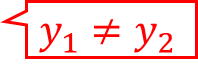 y₁ ≠ y₂